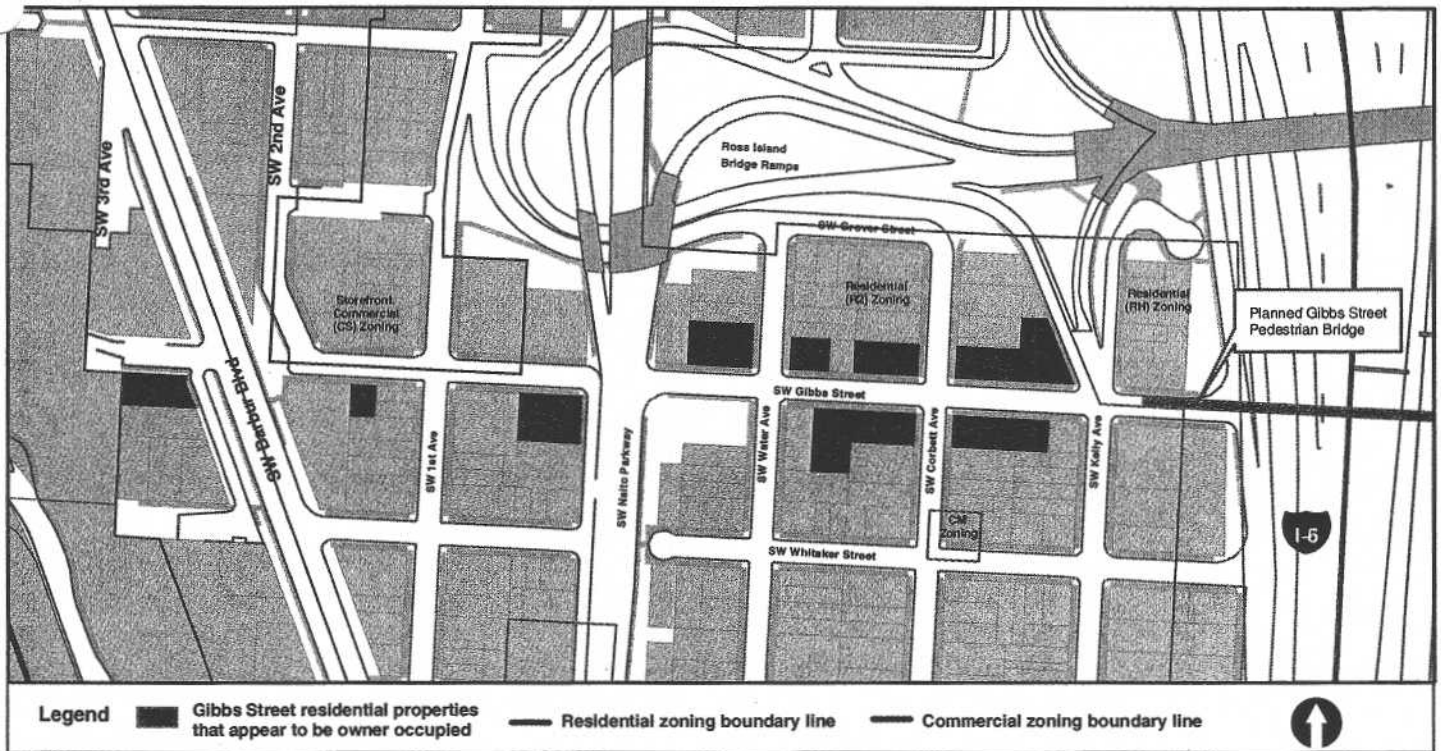 SW 3rd Ave
SW 2nd Ave
Ross Island
Bridge Ramps
SW Grover Street
Storefront
Commercial
(CS) Zoning
Residential
(R2) Zoning
Residential
(RH) Zoning
Planned Gibbs Street
Pedestrian Bridge
SW Barbur Blvd
SW Gibbs Street
SW 1st Ave
SW Naito Parkway
SW Water Ave
SW Corbett Ave
SW Kelly Ave
CM
Zoning
SW Whitaker Street
I-6
Legend
Gibbs Street residential properties
that appear to be owner occupied
Residential zoning boundary line
Commercial zoning boundary line